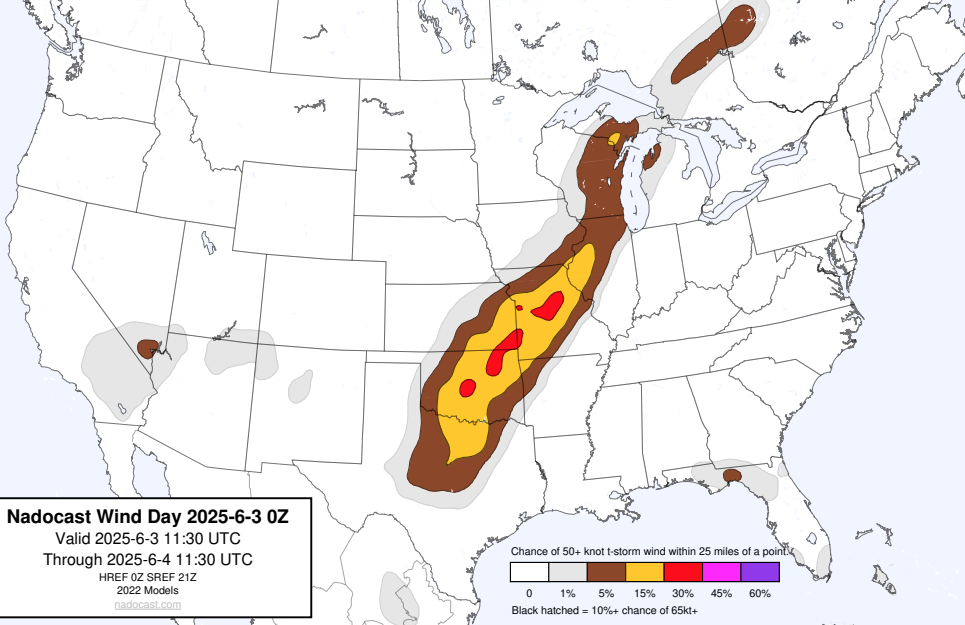 Nadocast Wind Day 2025-6-3 0Z
Valid 2025-6-3 11:30 UTC
Through 2025-6-4 11:30 UTC
HREF 0Z SREF 21Z
2022 Models
nadocast.com
Chance of 50+ knot t-storm wind within 25 miles of a point.
0 1% 5% 15% 30% 45% 60%
Black hatched = 10%+ chance of 65kt+